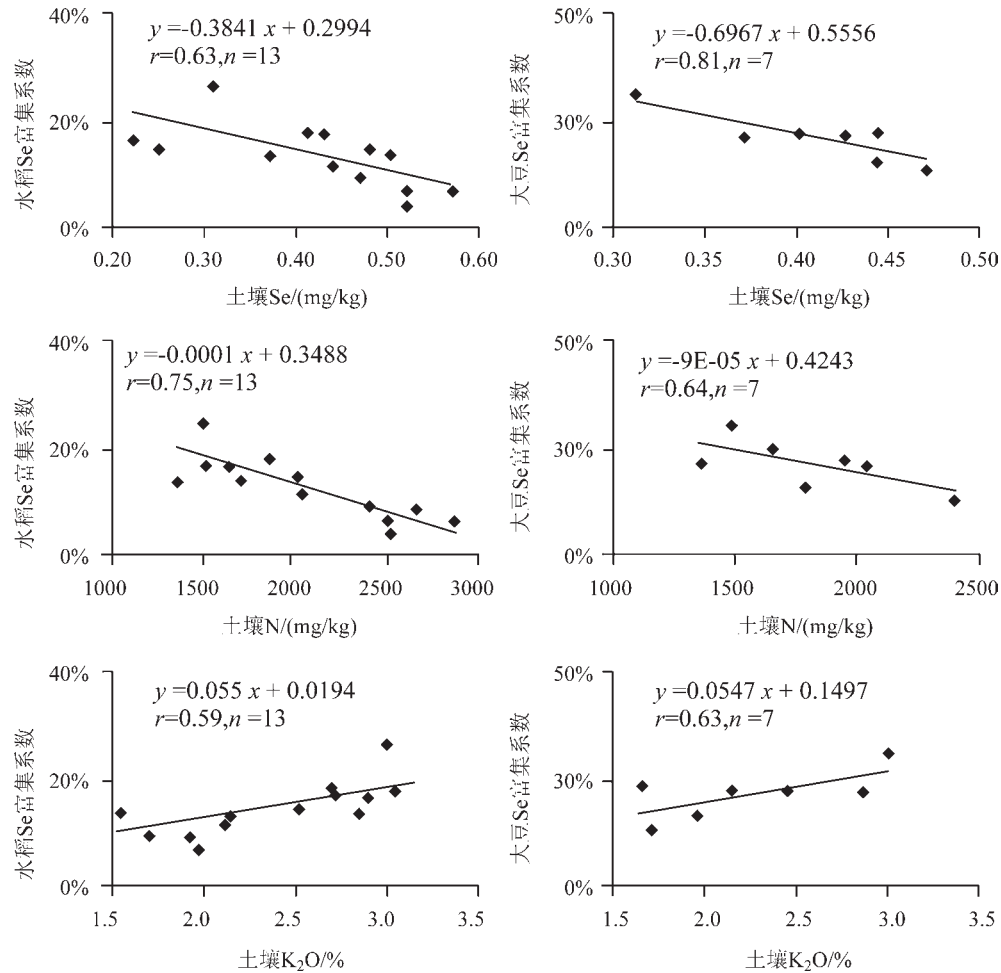 40%
y=-0.3841 x + 0.2994
r=0.63,n=13
20%
0%
水稻Se富集系数
0.20 0.30 0.40 0.50 0.60
土壤Se/(mg/kg)
50%
y=-0.6967 x + 0.5556
r=0.81,n=7
30%
0%
大豆Se富集系数
0.30 0.35 0.40 0.45 0.50
土壤Se/(mg/kg)
40%
y=-0.0001 x + 0.3488
r=0.75,n=13
20%
0%
水稻Se富集系数
1000 1500 2000 2500 3000
土壤N/(mg/kg)
50%
y=-9E-05 x + 0.4243
r=0.64,n=7
30%
0%
大豆Se富集系数
1000 1500 2000 2500
土壤N/(mg/kg)
40%
y=0.055 x + 0.0194
r=0.59,n=13
20%
0%
水稻Se富集系数
1.5 2.0 2.5 3.0 3.5
土壤K₂O/%
50%
y=0.0547 x + 0.1497
r=0.63,n=7
30%
0%
大豆Se富集系数
1.5 2.0 2.5 3.0 3.5
土壤K₂O/%